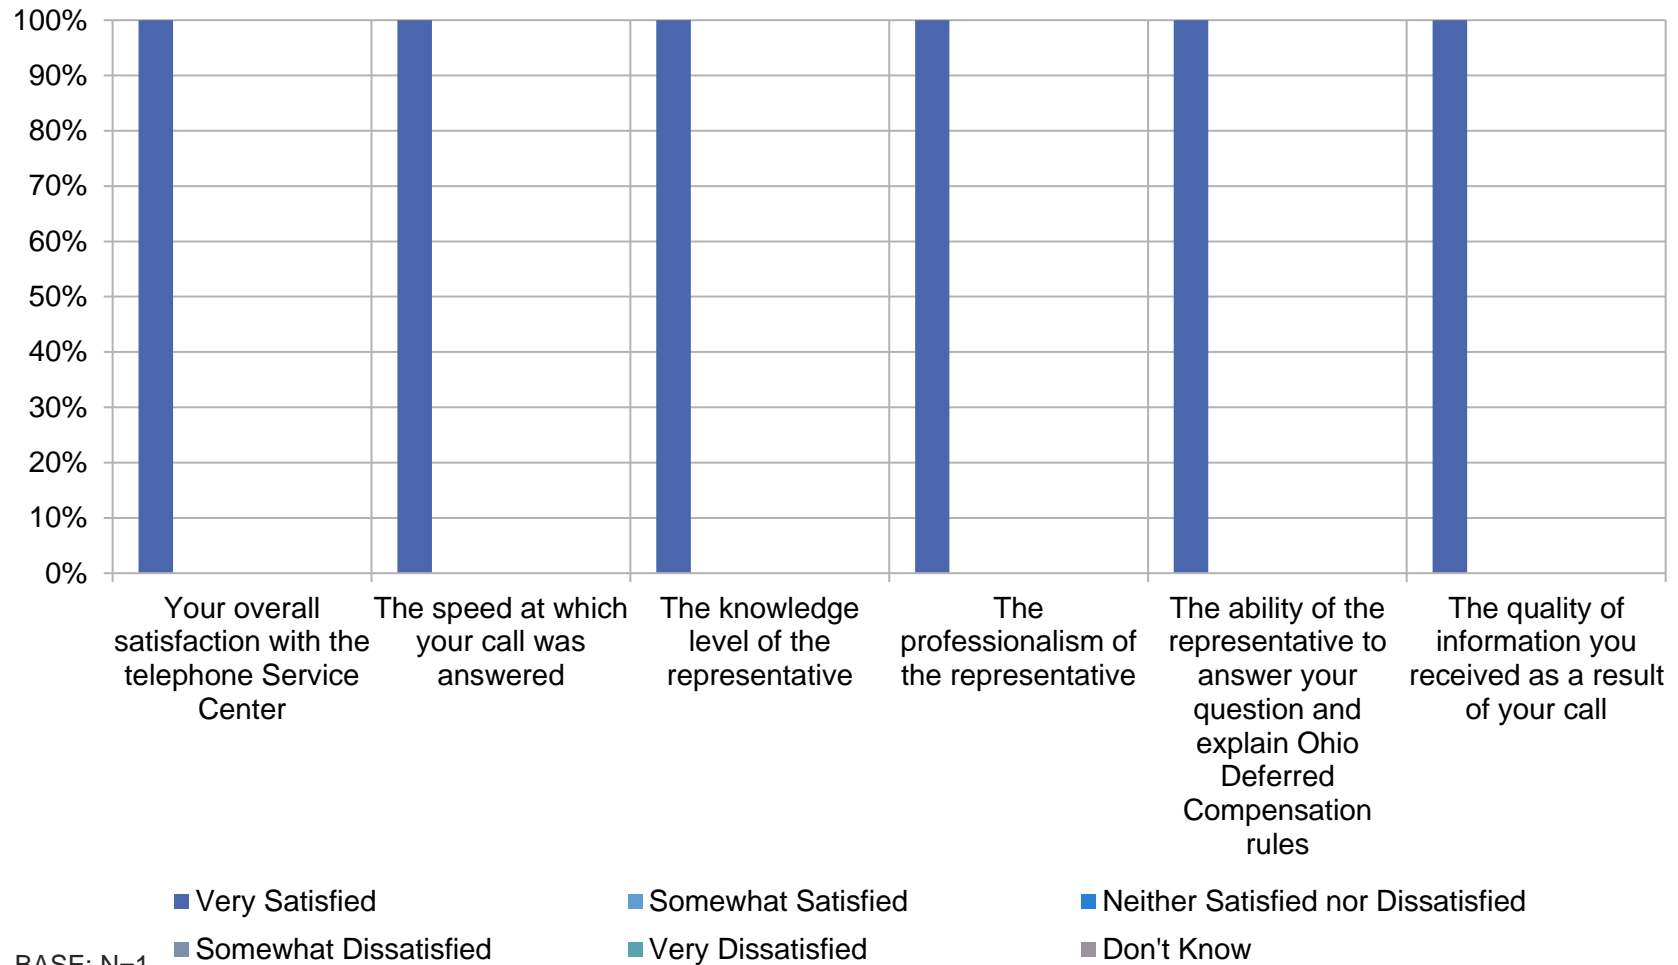 100%
90%
80%
70%
60%
50%
40%
30%
20%
10%
0%
Your overall
satisfaction with the
telephone Service
Center
The speed at which
your call was
answered
The knowledge
level of the
representative
The
professionalism of
the representative
The ability of the
representative to
answer your
question and
explain Ohio
Deferred
Compensation
rules
The quality of
information you
received as a result
of your call
Very Satisfied
Somewhat Satisfied
Neither Satisfied nor Dissatisfied
Somewhat Dissatisfied
Very Dissatisfied
Don't Know
BASE: N=1